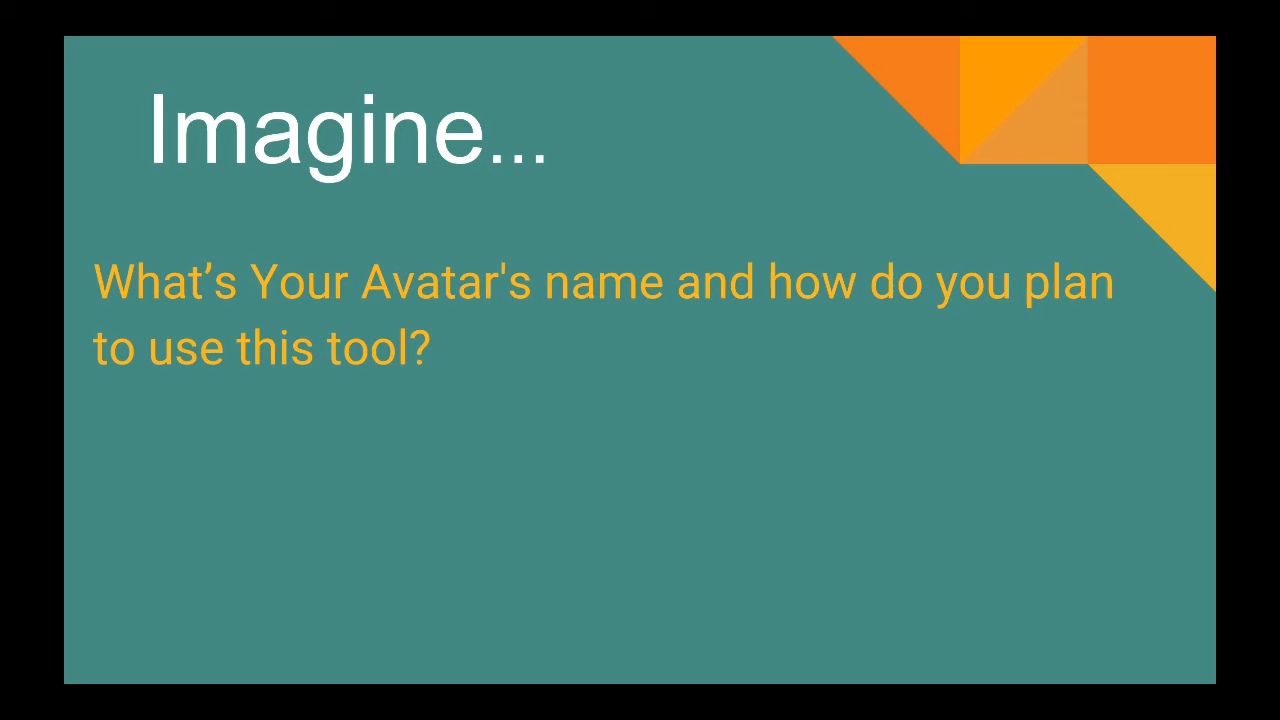 Imagine...
What’s Your Avatar's name and how do you plan
to use this tool?